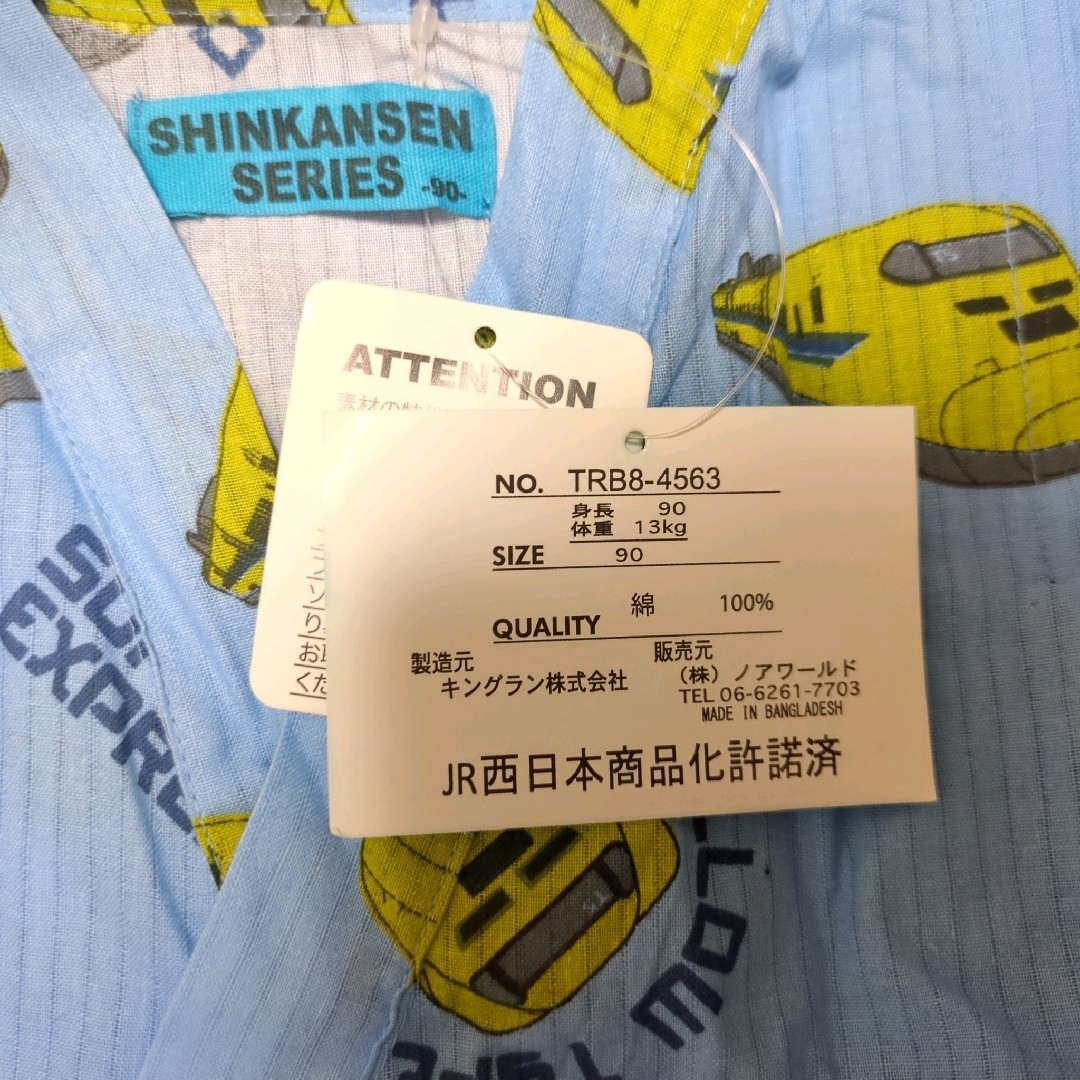 SHINKANSEN
SERIES -90-
ATTENTION
NO. TRB8-4563
身長 90
体重 13kg
SIZE 90
綿 100%
QUALITY
製造元
キングラン株式会社
販売元
(株) ノアワールド
TEL 06-6261-7703
MADE IN BANGLADESH
JR西日本商品化許諾済